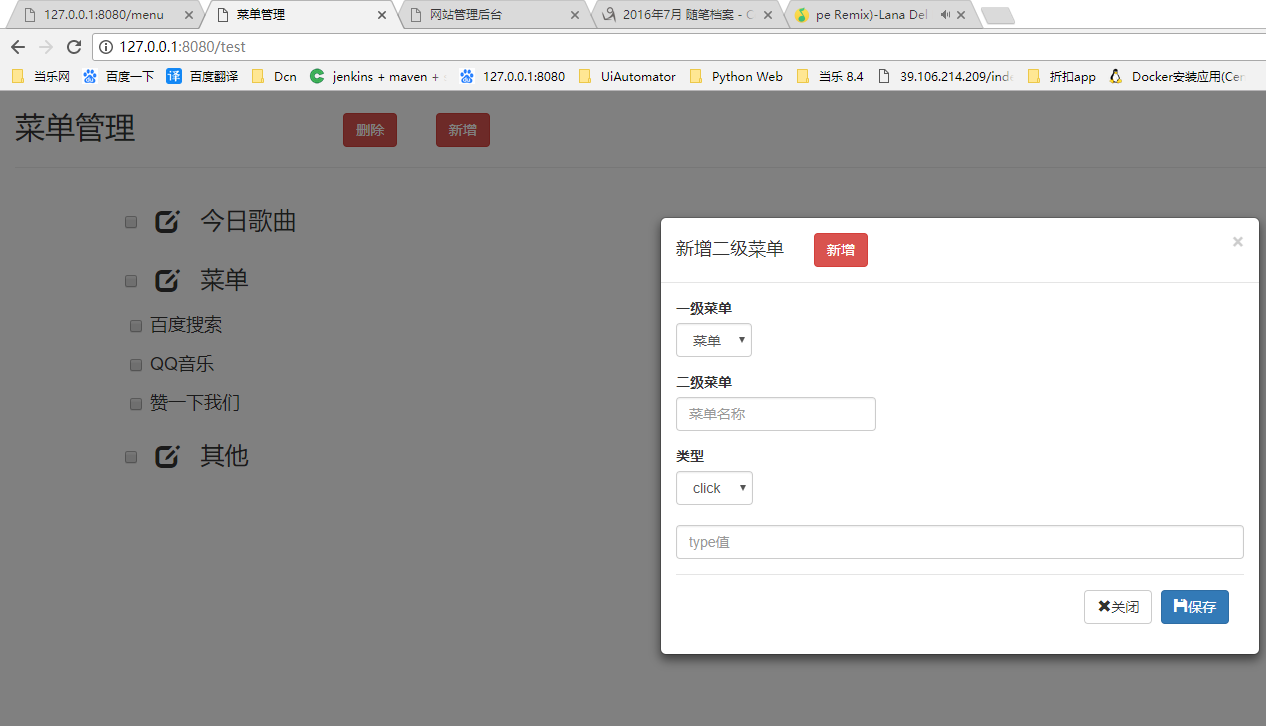 127.0.0.1:8080/menu 菜单管理 网站管理后台 2016年7月 随笔档案 - C pe Remix)-Lana Del
127.0.0.1:8080/test
当乐网 百度一下 译 百度翻译 Dcn jenkins + maven + 127.0.0.1:8080 UiAutomator Python Web 当乐 8.4 39.106.214.209/inde 折扣app Docker安装应用(Cen
菜单管理 删除 新增
今日歌曲
菜单
百度搜索
QQ音乐
赞一下我们
其他
新增二级菜单 新增 ×
一级菜单
菜单
二级菜单
菜单名称
类型
click
type值
关闭 保存